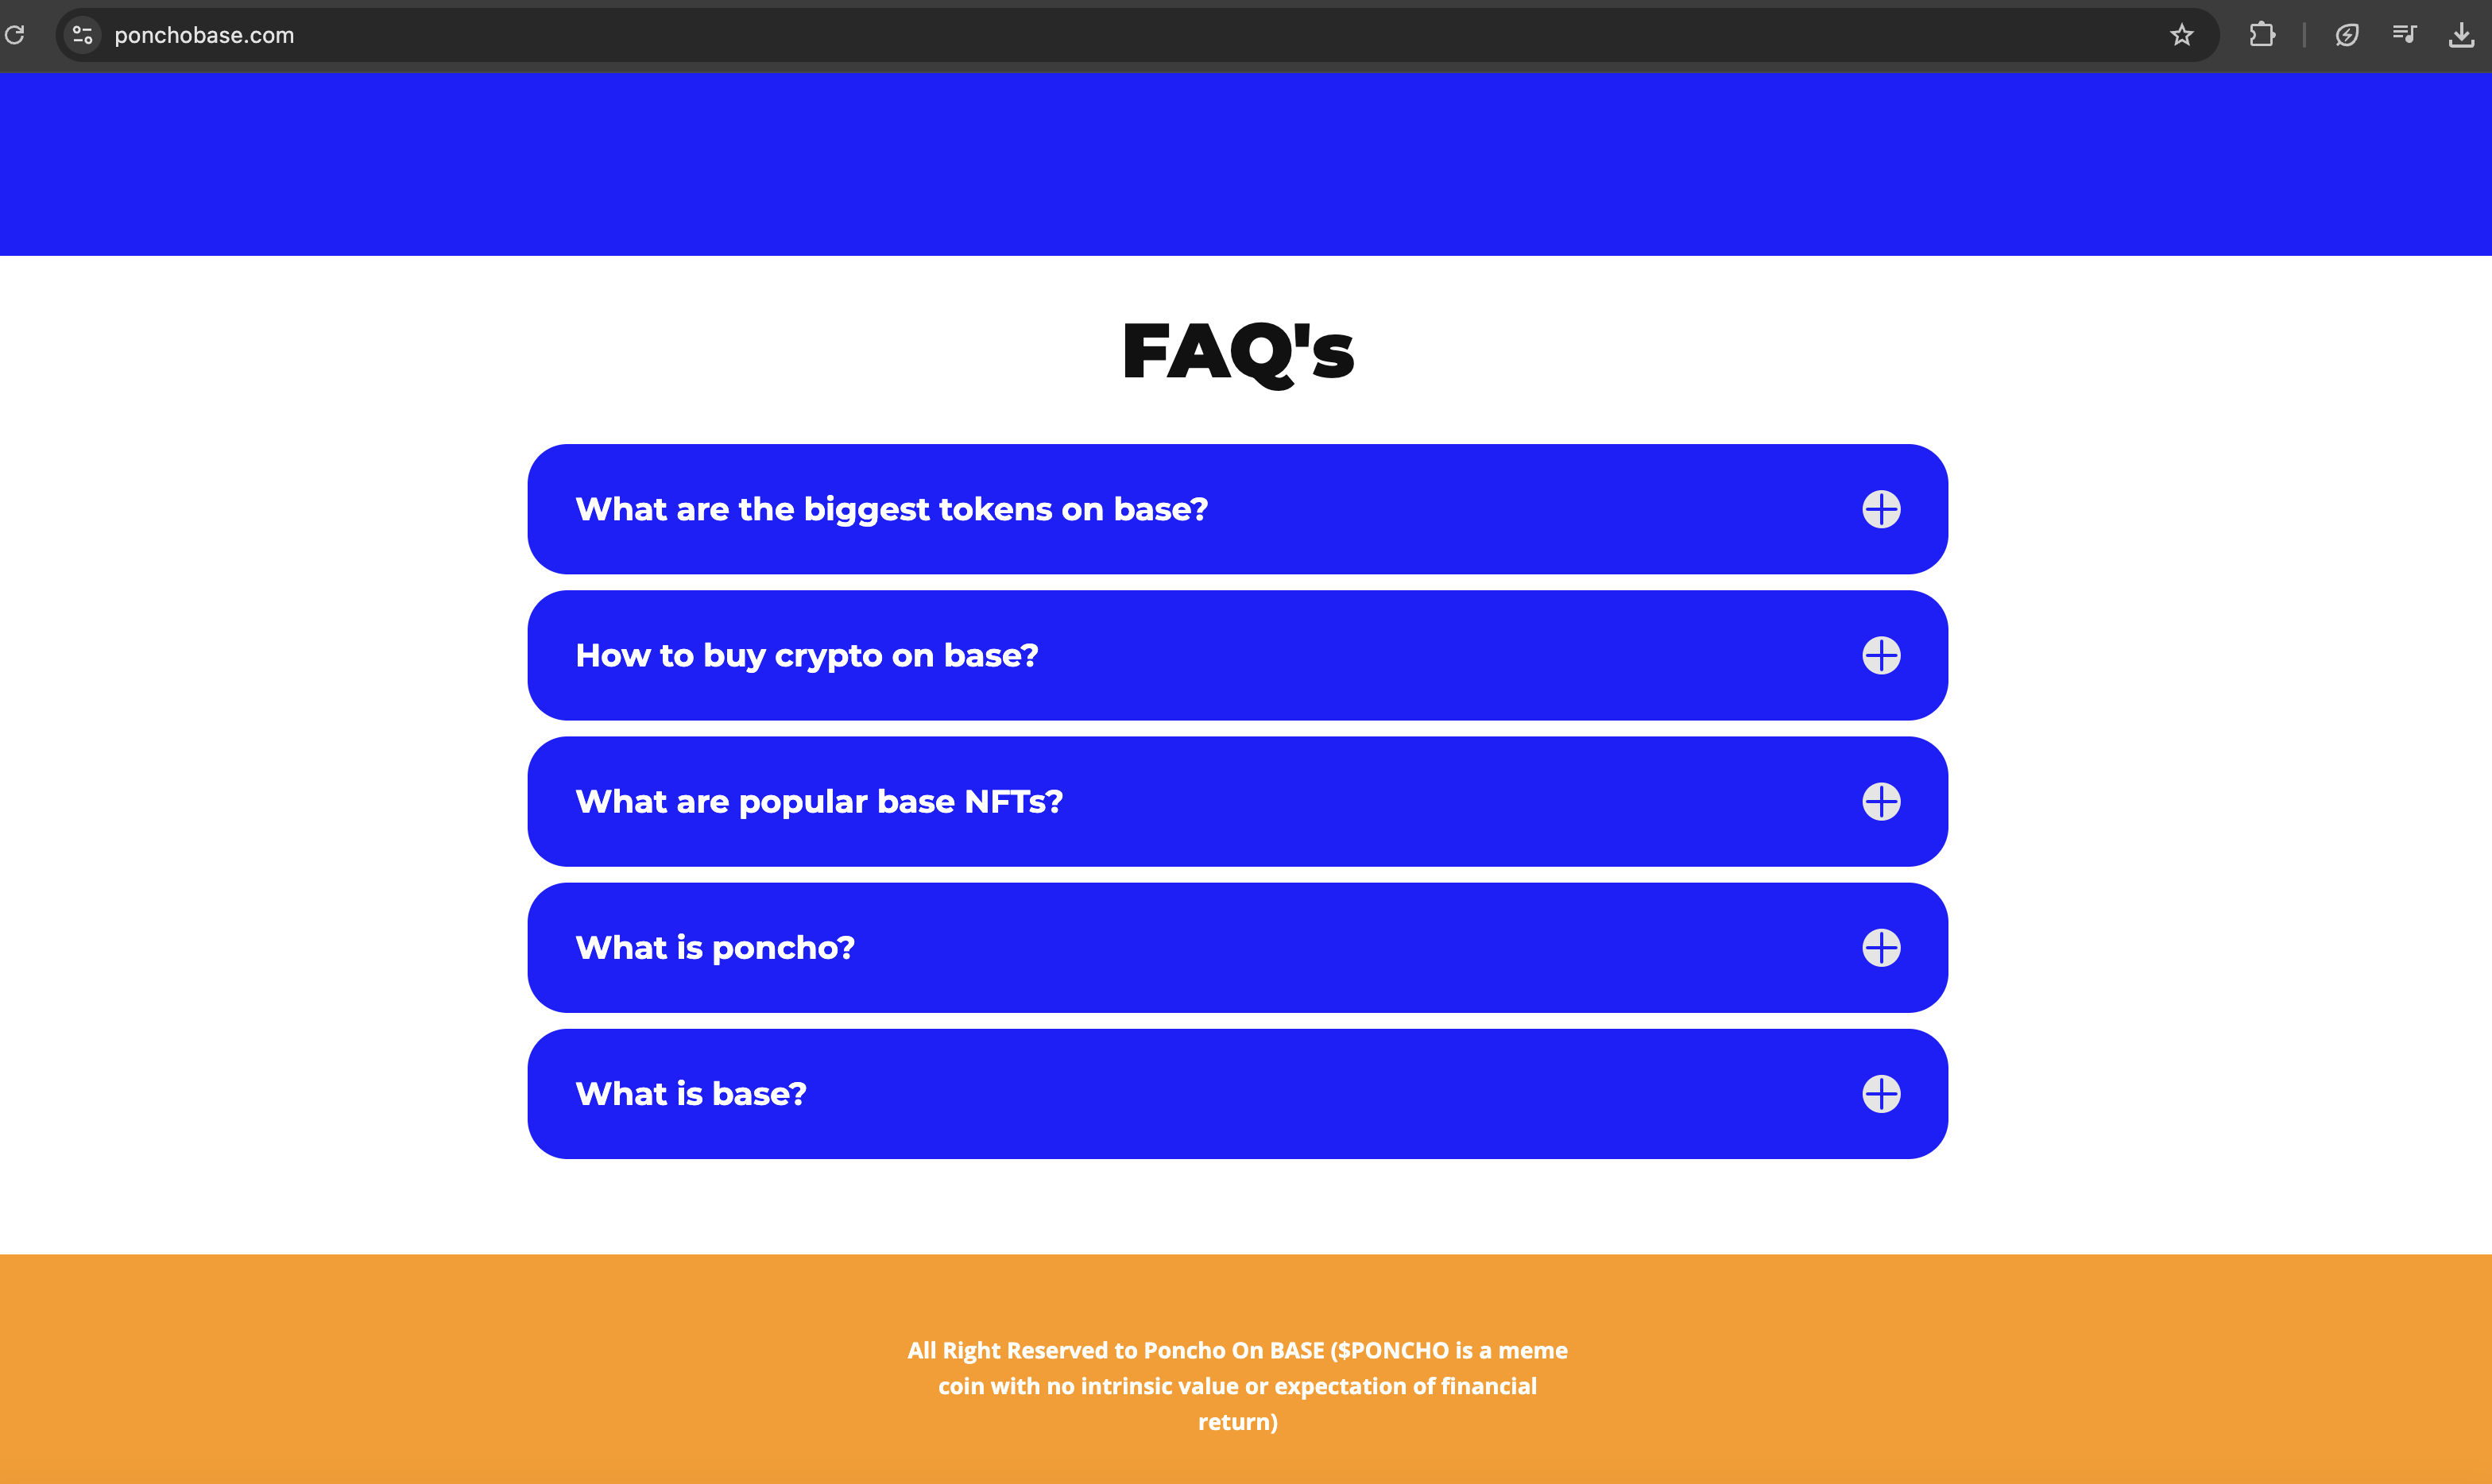 ponchobase.com
FAQ's
What are the biggest tokens on base?
How to buy crypto on base?
What are popular base NFTs?
What is poncho?
What is base?
All Right Reserved to Poncho On BASE ($PONCHO is a meme
coin with no intrinsic value or expectation of financial
return)